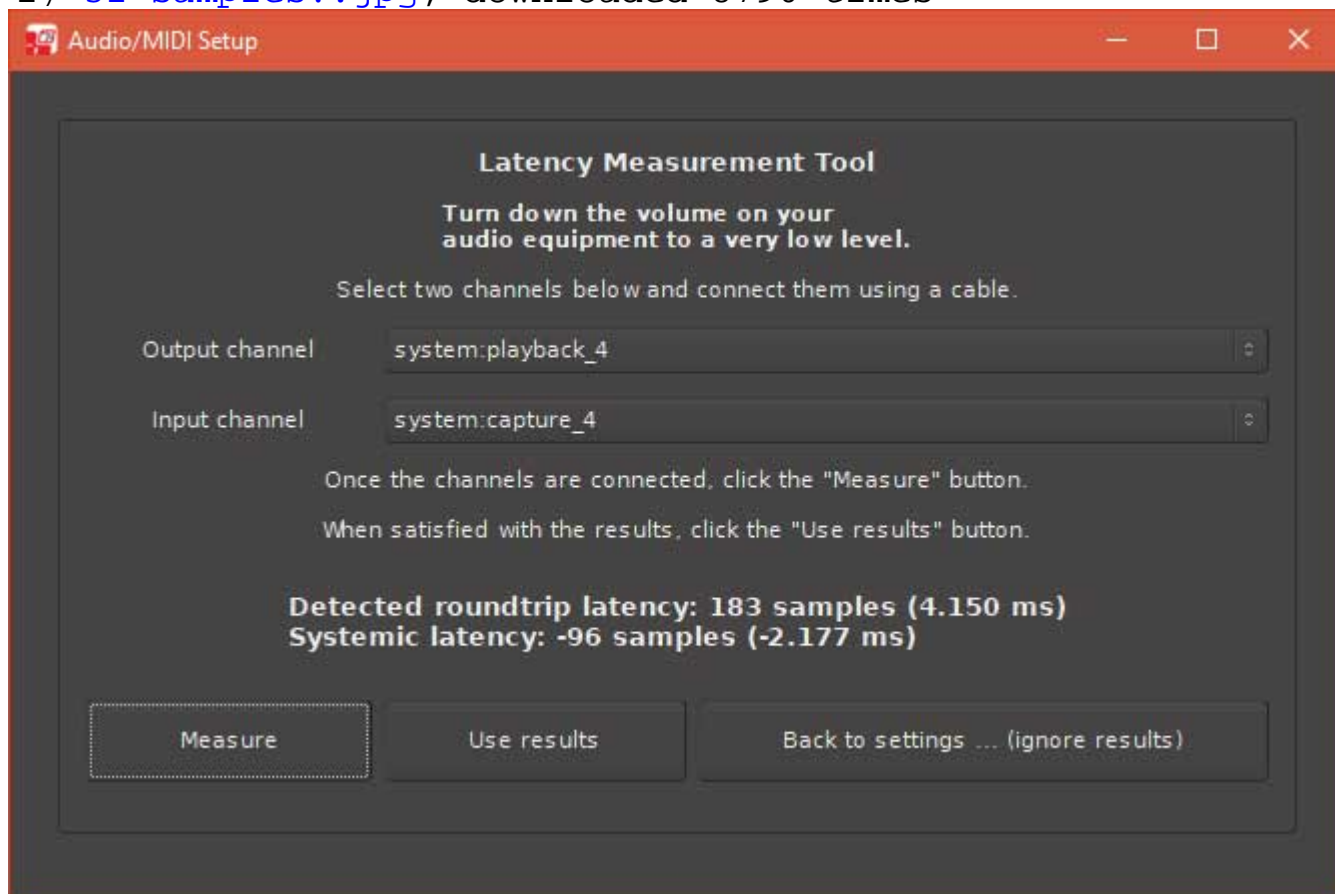 Audio/MIDI Setup
Latency Measurement Tool
Turn down the volume on your
audio equipment to a very low level.
Select two channels below and connect them using a cable.
Output channel system:playback_4
Input channel system:capture_4
Once the channels are connected, click the "Measure" button.
When satisfied with the results, click the "Use results" button.
Detected roundtrip latency: 183 samples (4.150 ms)
Systemic latency: -96 samples (-2.177 ms)
Measure Use results Back to settings ... (ignore results)